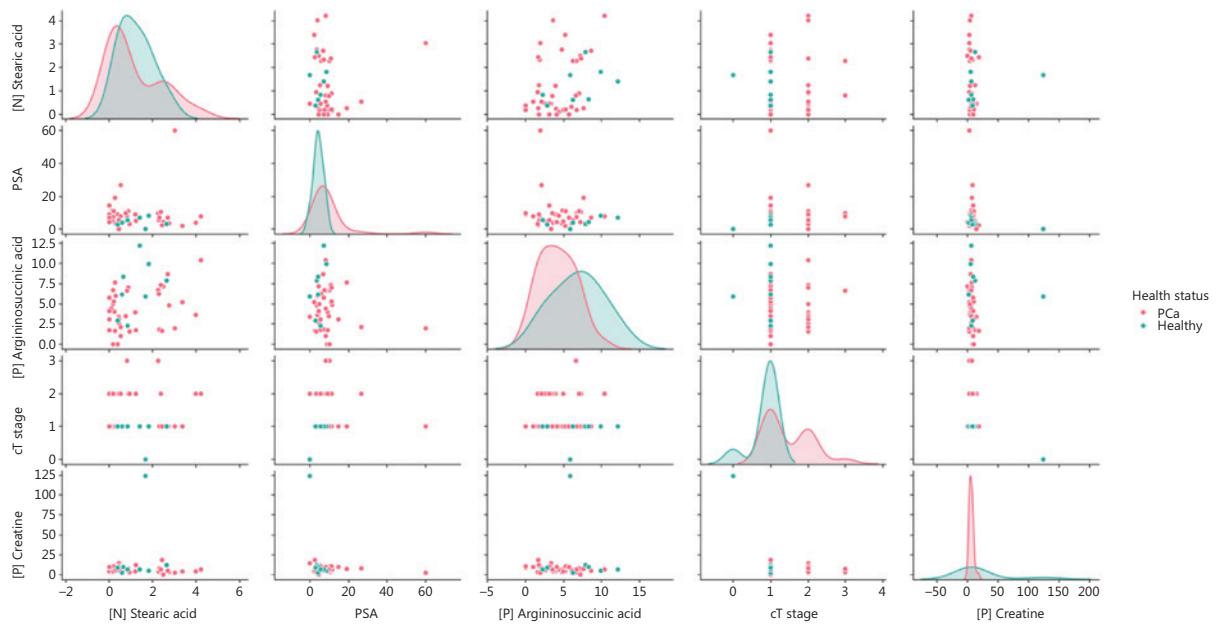 [N] Stearic acid
4
3
2
1
0
PSA
60
40
20
0
[P] Argininosuccinic acid
12.5
10.0
7.5
5.0
2.5
0.0
Health status
PCa
Healthy
cT stage
3
2
1
0
[P] Creatine
125
100
75
50
25
0
−2 0 2 4 6
0 20 40 60
−5 0 5 10 15
0 1 2 3 4
−50 0 50 100 150 200
[N] Stearic acid
PSA
[P] Argininosuccinic acid
cT stage
[P] Creatine